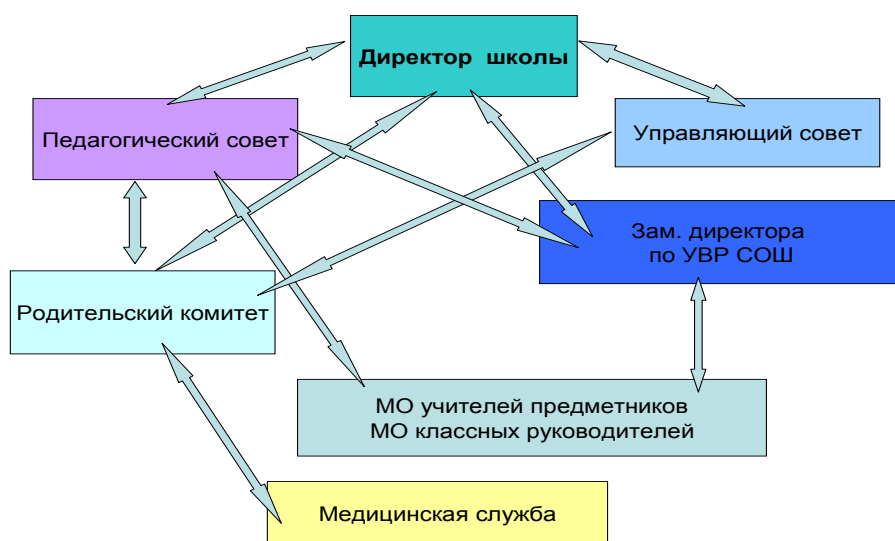 Директор школы
Педагогический совет
Управляющий совет
Зам. директора
по УВР СОШ
Родительский комитет
МО учителей предметников
МО классных руководителей
Медицинская служба